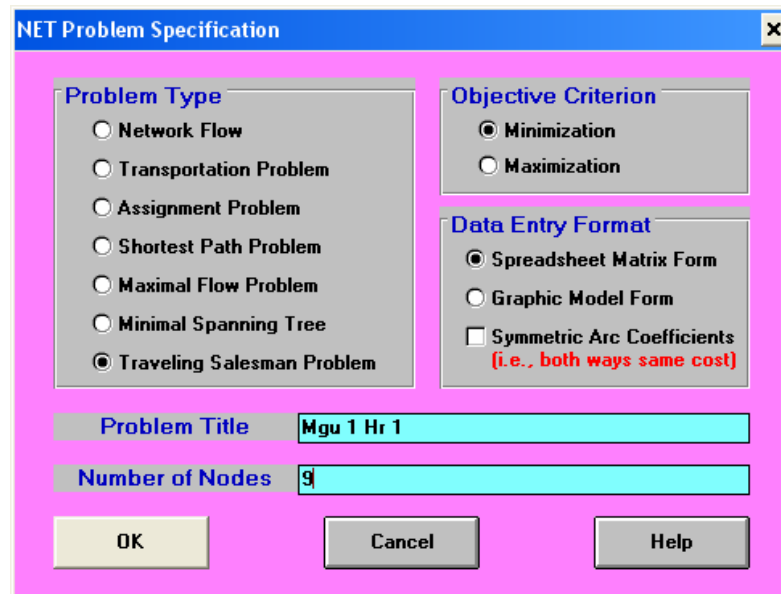 NET Problem Specification
Problem Type
Network Flow
Transportation Problem
Assignment Problem
Shortest Path Problem
Maximal Flow Problem
Minimal Spanning Tree
Traveling Salesman Problem
Objective Criterion
Minimization
Maximization
Data Entry Format
Spreadsheet Matrix Form
Graphic Model Form
Symmetric Arc Coefficients
(i.e., both ways same cost)
Problem Title
Mgu 1 Hr 1
Number of Nodes
9
OK
Cancel
Help